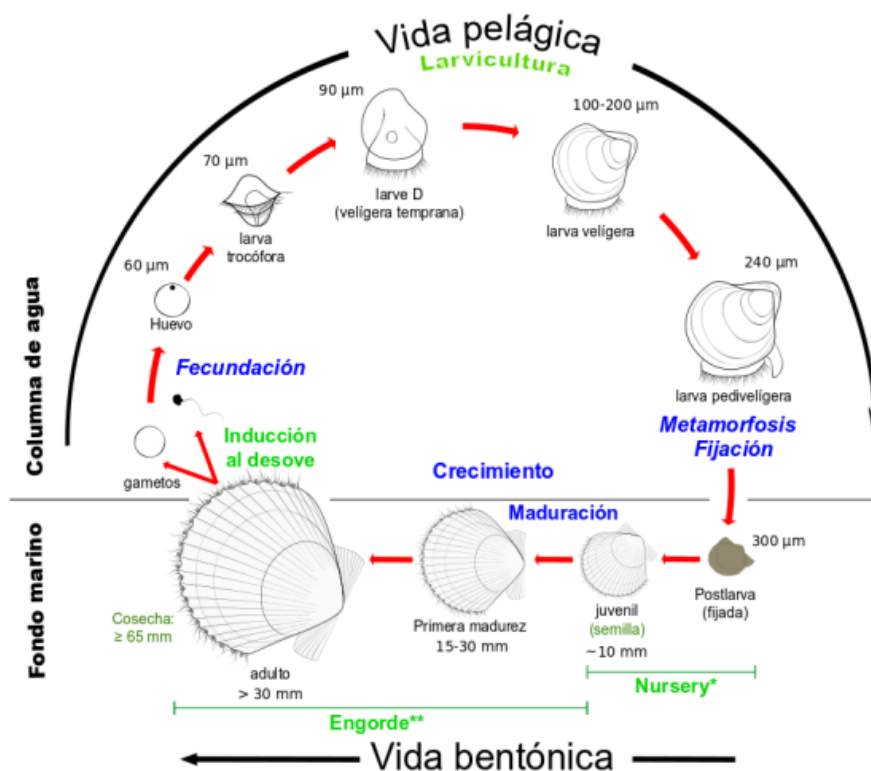 Vida pelágica
Larvicultura
90 µm
100-200 µm
70 µm
larve D
(velígera temprana)
larva velígera
larva
trocófora
60 µm
240 µm
Huevo
larva pedivelígera
Columna de agua
Fecundación
Metamorfosis
Fijación
Inducción
al desove
gametos
Crecimiento
Maduración
Fondo marino
300 µm
Postlarva
(fijada)
juvenil
(semilla)
~10 mm
Primera madurez
15-30 mm
Cosecha:
≥ 65 mm
adulto
> 30 mm
Nursery*
Engorde**
Vida bentónica